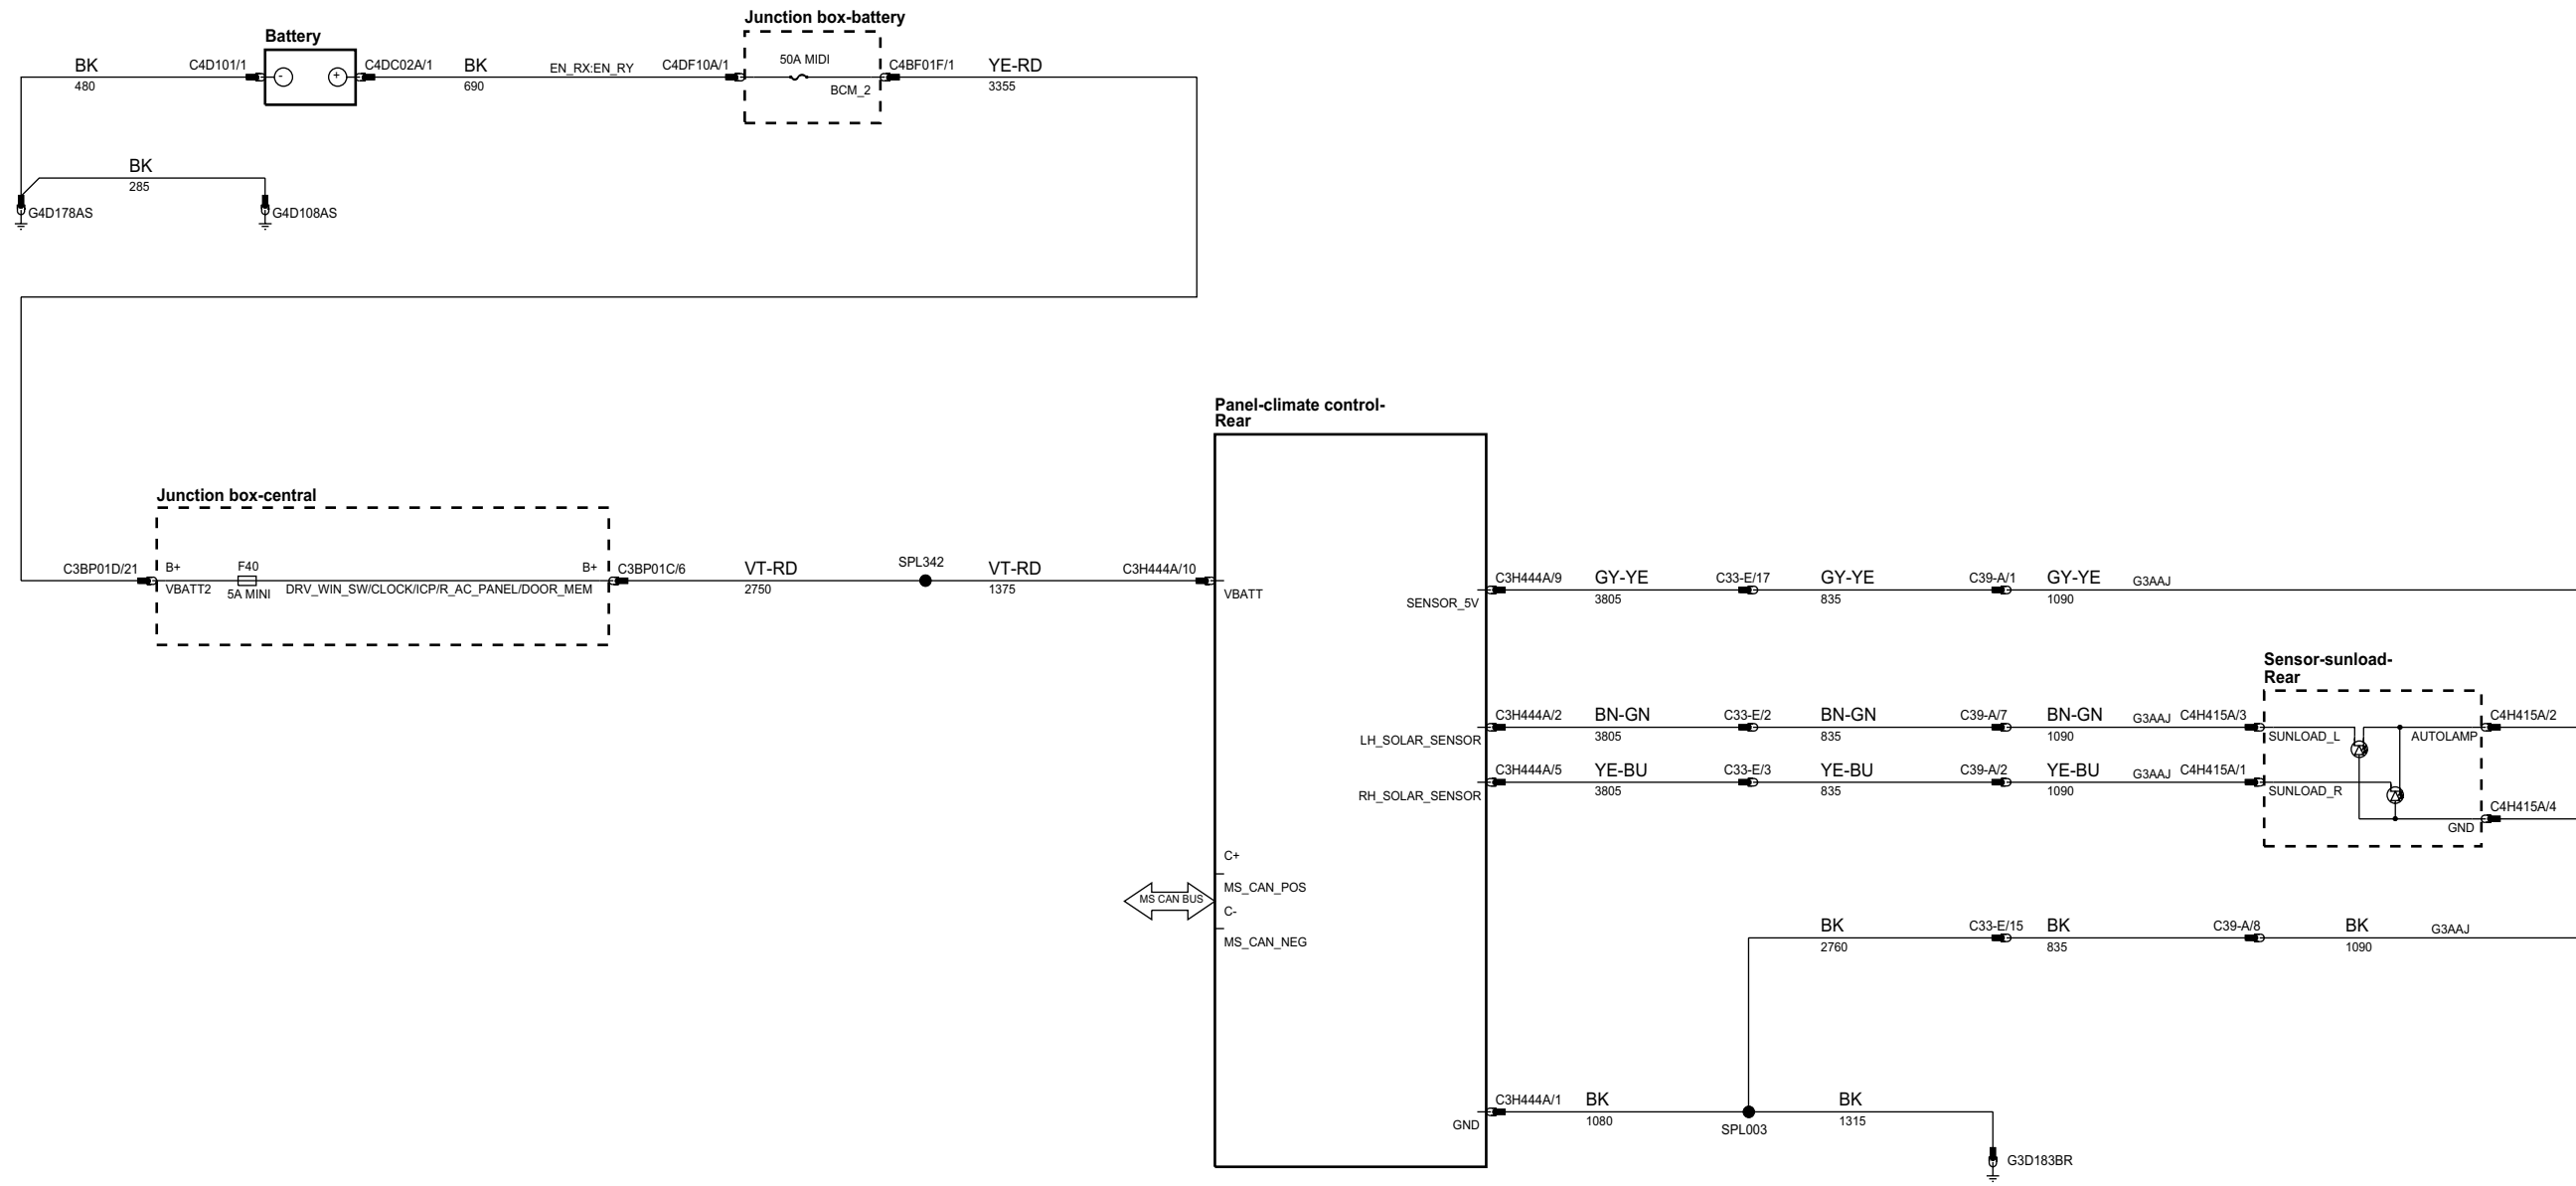 Junction box-battery
Battery
BK
480
C4D101/1
-
+
C4DC02A/1
BK
690
EN_RX:EN_RY
C4DF10A/1
50A MIDI
BCM_2
C4BF01F/1
YE-RD
3355
BK
285
G4D178AS
G4D108AS
Panel-climate control-
Rear
Junction box-central
C3BP01D/21
B+
VBATT2
F40
5A MINI
DRV_WIN_SW/CLOCK/ICP/R_AC_PANEL/DOOR_MEM
B+
C3BP01C/6
VT-RD
2750
SPL342
VT-RD
1375
C3H444A/10
VBATT
SENSOR_5V
C3H444A/9
GY-YE
3805
C33-E/17
GY-YE
835
C39-A/1
GY-YE
1090
G3AAJ
Sensor-sunload-
Rear
LH_SOLAR_SENSOR
C3H444A/2
BN-GN
3805
C33-E/2
BN-GN
835
C39-A/7
BN-GN
1090
G3AAJ
C4H415A/3
SUNLOAD_L
AUTOLAMP
C4H415A/2
RH_SOLAR_SENSOR
C3H444A/5
YE-BU
3805
C33-E/3
YE-BU
835
C39-A/2
YE-BU
1090
G3AAJ
C4H415A/1
SUNLOAD_R
GND
C4H415A/4
C+
MS_CAN_POS
MS CAN BUS
C-
MS_CAN_NEG
BK
2760
C33-E/15
BK
835
C39-A/8
BK
1090
G3AAJ
GND
C3H444A/1
BK
1080
SPL003
BK
1315
G3D183BR